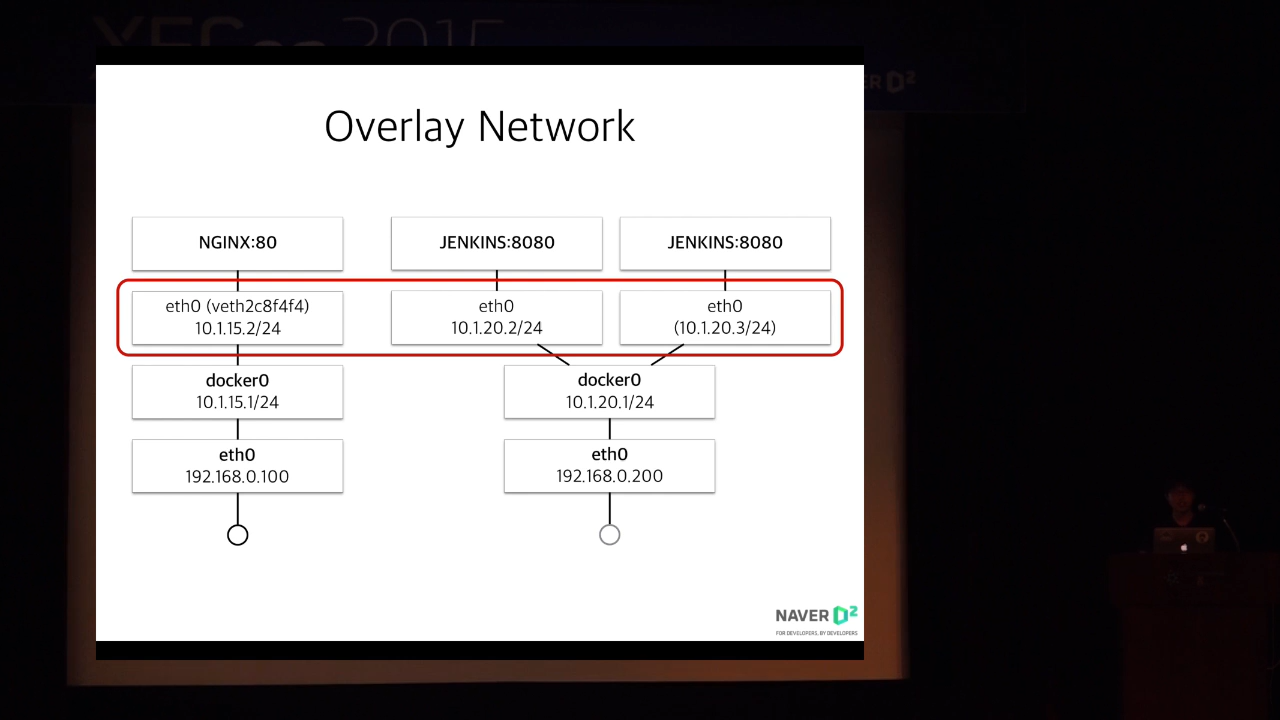 2015
Overlay Network
NGINX:80
JENKINS:8080
JENKINS:8080
eth0 (veth2c8f4f4)
10.1.15.2/24
eth0
10.1.20.2/24
eth0
(10.1.20.3/24)
docker0
10.1.15.1/24
docker0
10.1.20.1/24
eth0
192.168.0.100
eth0
192.168.0.200
NAVER D2
FOR DEVELOPERS, BY DEVELOPERS